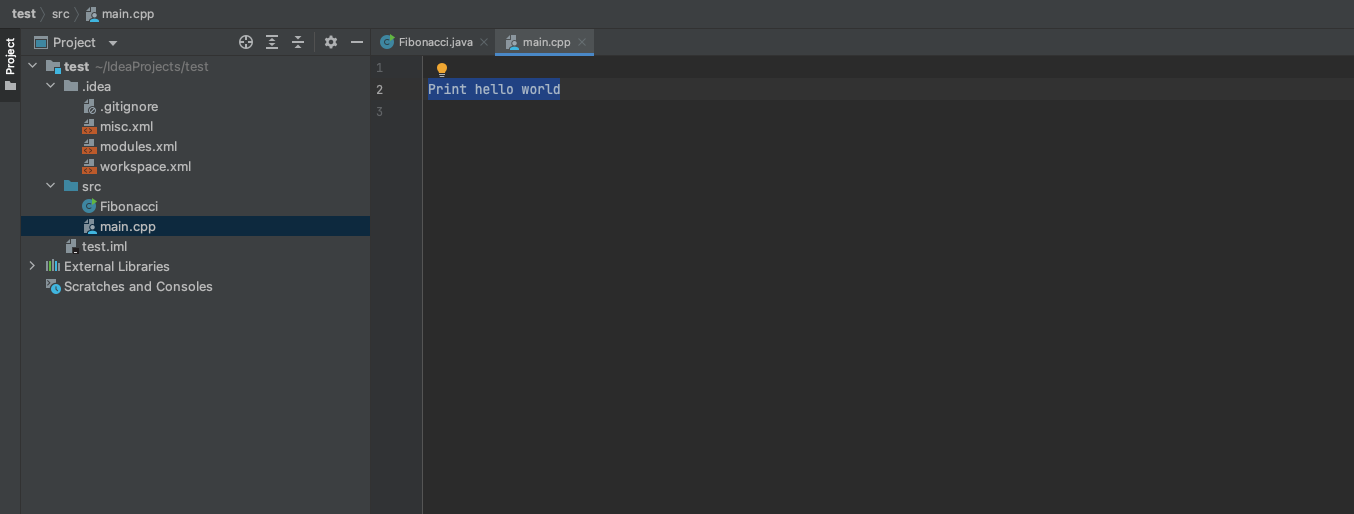 test src main.cpp
Project
Project
Fibonacci.java
main.cpp
test ~/IdeaProjects/test
.idea
.gitignore
misc.xml
modules.xml
workspace.xml
src
Fibonacci
main.cpp
test.iml
External Libraries
Scratches and Consoles
1
2 Print hello world
3